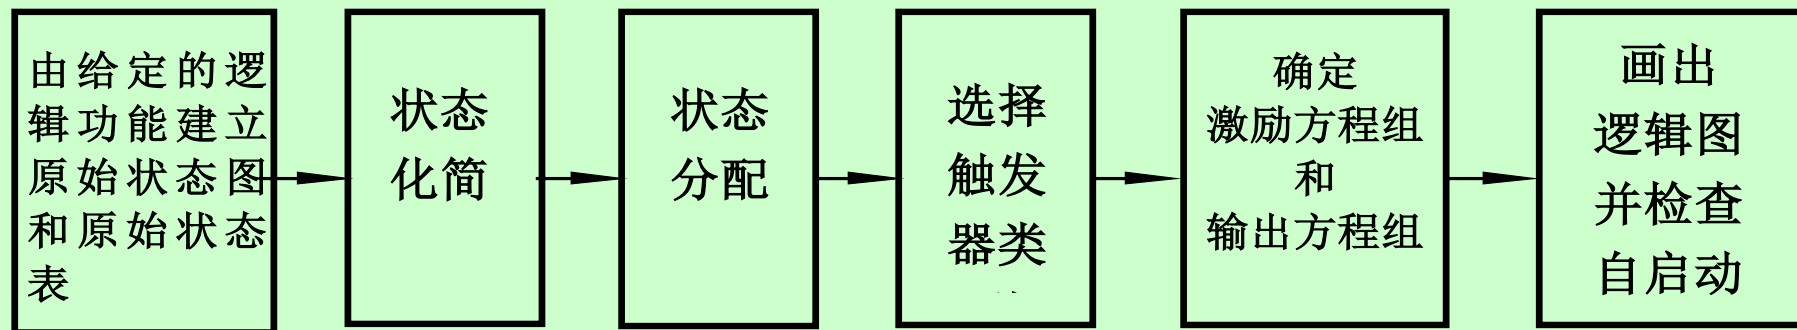 由给定的逻
辑功能建立
原始状态图
和原始状态
表
状态
化简
状态
分配
选择
触发
器类
确定
激励方程组
和
输出方程组
画出
逻辑图
并检查
自启动